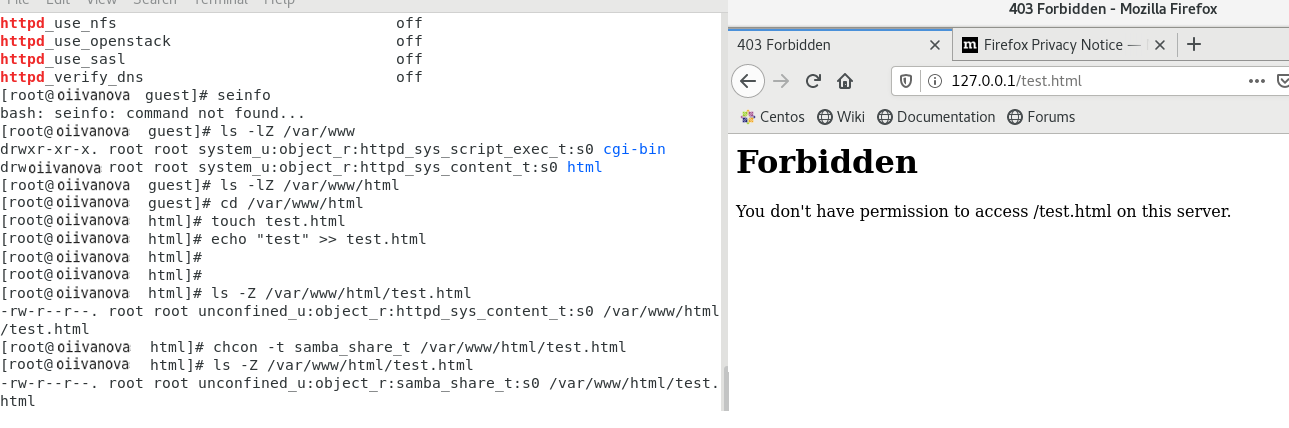 File Edit View Search Terminal Help
httpd_use_nfs off
httpd_use_openstack off
httpd_use_sasl off
httpd_verify_dns off
[root@oiivanova guest]# seinfo
bash: seinfo: command not found...
[root@oiivanova guest]# ls -lZ /var/www
drwxr-xr-x. root root system_u:object_r:httpd_sys_script_exec_t:s0 cgi-bin
drwoiivanova root root system_u:object_r:httpd_sys_content_t:s0 html
[root@oiivanova guest]# ls -lZ /var/www/html
[root@oiivanova guest]# cd /var/www/html
[root@oiivanova html]# touch test.html
[root@oiivanova html]# echo "test" >> test.html
[root@oiivanova html]#
[root@oiivanova html]#
[root@oiivanova html]# ls -Z /var/www/html/test.html
-rw-r--r--. root root unconfined_u:object_r:httpd_sys_content_t:s0 /var/www/html
/test.html
[root@oiivanova html]# chcon -t samba_share_t /var/www/html/test.html
[root@oiivanova html]# ls -Z /var/www/html/test.html
-rw-r--r--. root root unconfined_u:object_r:samba_share_t:s0 /var/www/html/test.
html
403 Forbidden - Mozilla Firefox
403 Forbidden
Firefox Privacy Notice —
127.0.0.1/test.html
Centos Wiki Documentation Forums
Forbidden
You don't have permission to access /test.html on this server.